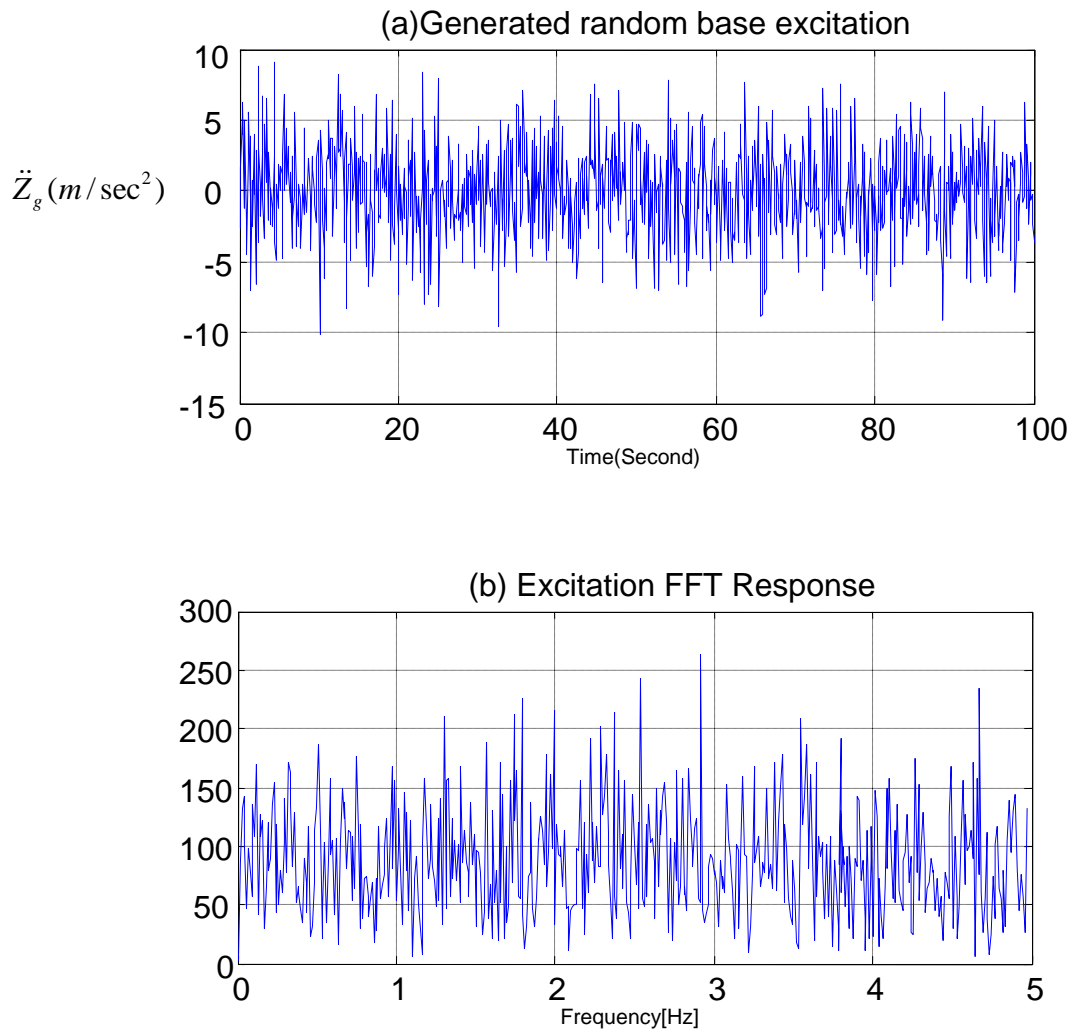 (a)Generated random base excitation
10
5
0
-5
-10
-15
Z̈_g (m/sec²)
0 20 40 60 80 100
Time(Second)
(b) Excitation FFT Response
300
250
200
150
100
50
0
0 1 2 3 4 5
Frequency[Hz]